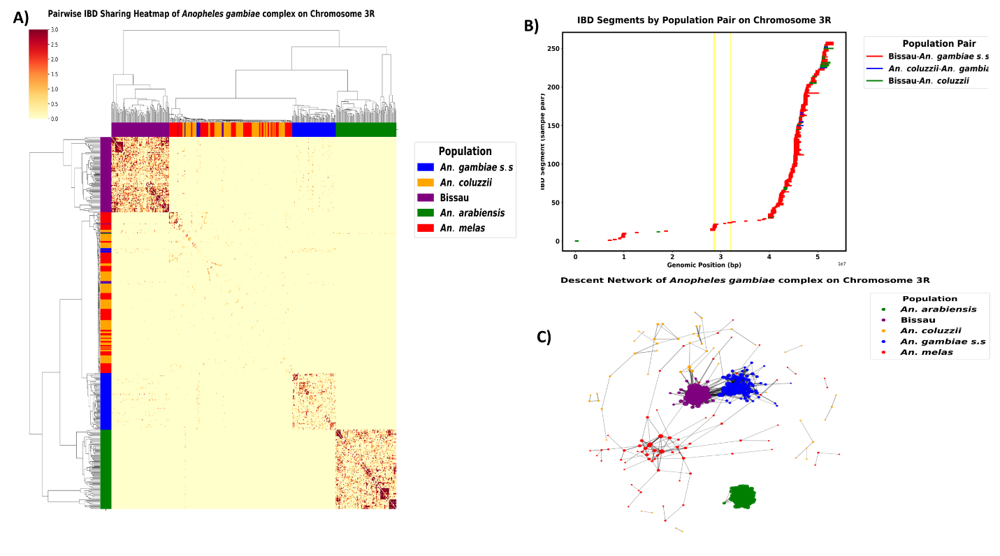 A)
Pairwise IBD Sharing Heatmap of Anopheles gambiae complex on Chromosome 3R
3.0
2.5
2.0
1.5
1.0
0.5
0.0
Population
An. gambiae s.s
An. coluzzii
Bissau
An. arabiensis
An. melas
B)
IBD Segments by Population Pair on Chromosome 3R
IBD Segment (sample pair)
250
200
150
100
50
0
0 1 2 3 4 5
1e7
Genomic Position (bp)
Population Pair
Bissau-An. gambiae s.s
An. coluzzii-An. gambia
Bissau-An. coluzzii
Descent Network of Anopheles gambiae complex on Chromosome 3R
C)
Population
An. arabiensis
Bissau
An. coluzzii
An. gambiae s.s
An. melas